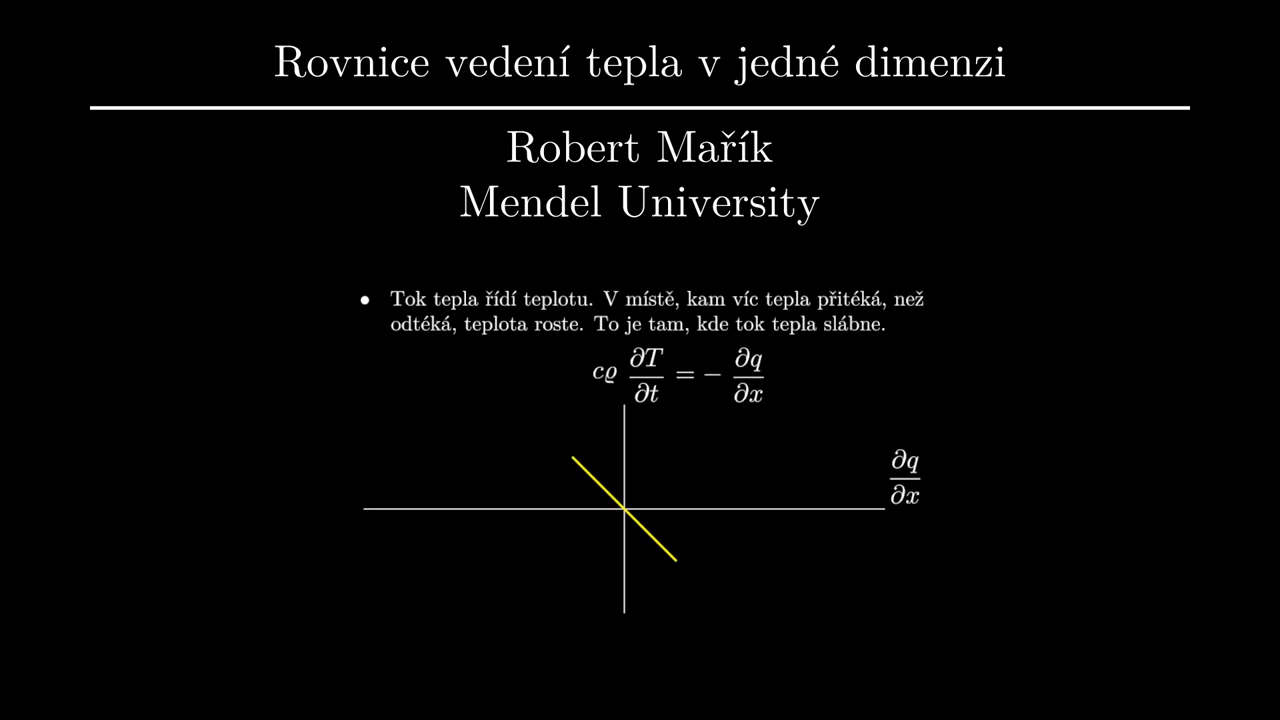 Rovnice vedení tepla v jedné dimenzi
Robert Mařík
Mendel University
• Tok tepla řídí teplotu. V místě, kam víc tepla přitéká, než
odtéká, teplota roste. To je tam, kde tok tepla slábne.
cϱ ∂T/∂t = − ∂q/∂x
∂q/∂x